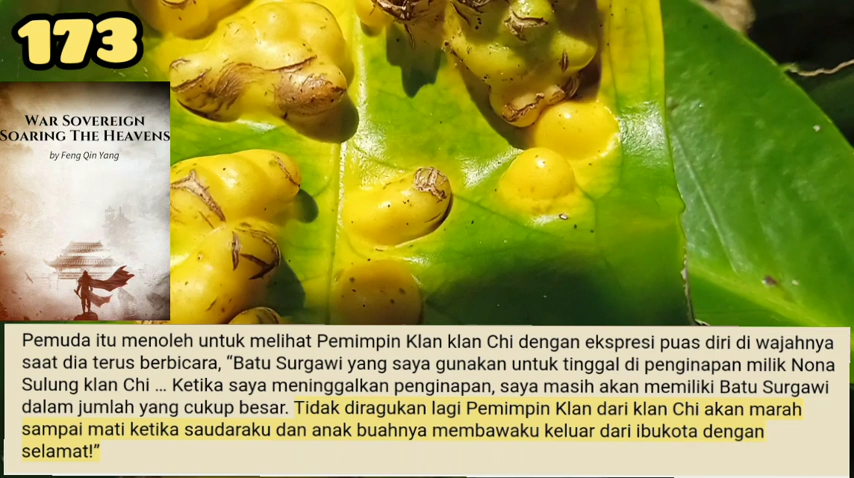 173
WAR SOVEREIGN
SOARING THE HEAVENS
by Feng Qin Yang
Pemuda itu menoleh untuk melihat Pemimpin Klan klan Chi dengan ekspresi puas diri di wajahnya
saat dia terus berbicara, “Batu Surgawi yang saya gunakan untuk tinggal di penginapan milik Nona
Sulung klan Chi ... Ketika saya meninggalkan penginapan, saya masih akan memiliki Batu Surgawi
dalam jumlah yang cukup besar. Tidak diragukan lagi Pemimpin Klan dari klan Chi akan marah
sampai mati ketika saudaraku dan anak buahnya membawaku keluar dari ibukota dengan
selamat!”